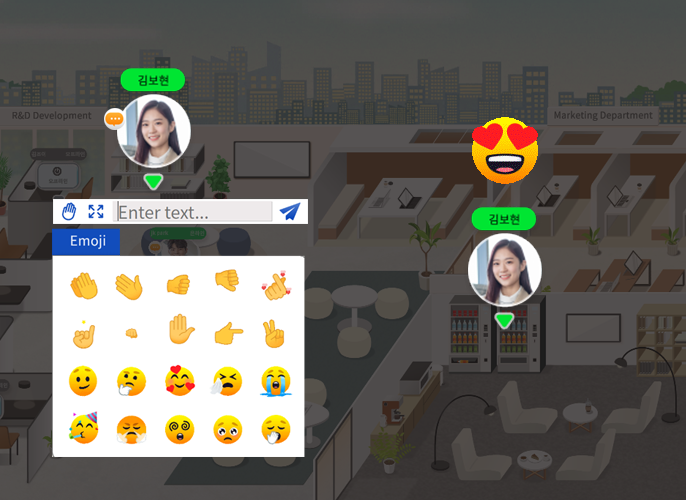 김보현
R&D Development
Marketing Department
김보현
Enter text...
Emoji